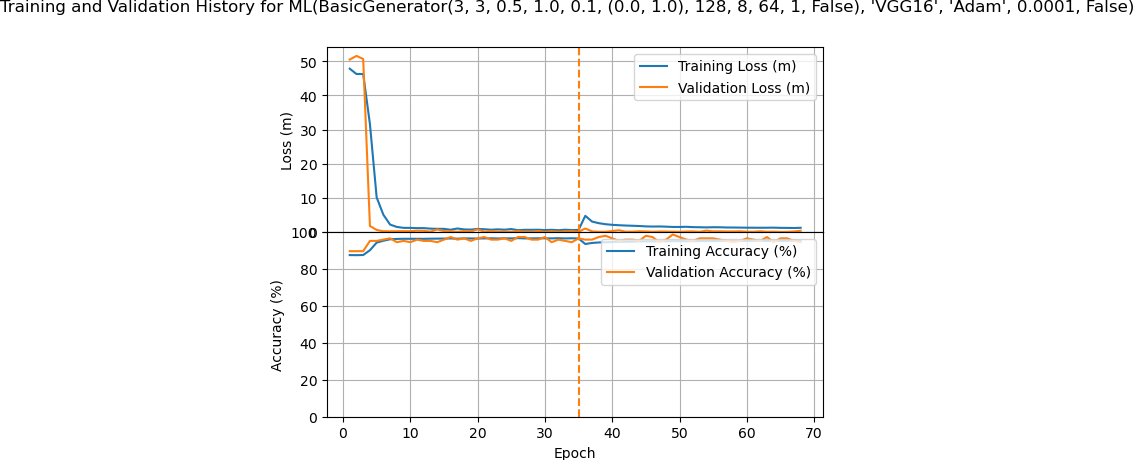 Training and Validation History for ML(BasicGenerator(3, 3, 0.5, 1.0, 0.1, (0.0, 1.0), 128, 8, 64, 1, False), 'VGG16', 'Adam', 0.0001, False)
Loss (m)
50
40
30
20
10
0
Training Loss (m)
Validation Loss (m)
Accuracy (%)
100
80
60
40
20
0
Training Accuracy (%)
Validation Accuracy (%)
0 10 20 30 40 50 60 70
Epoch